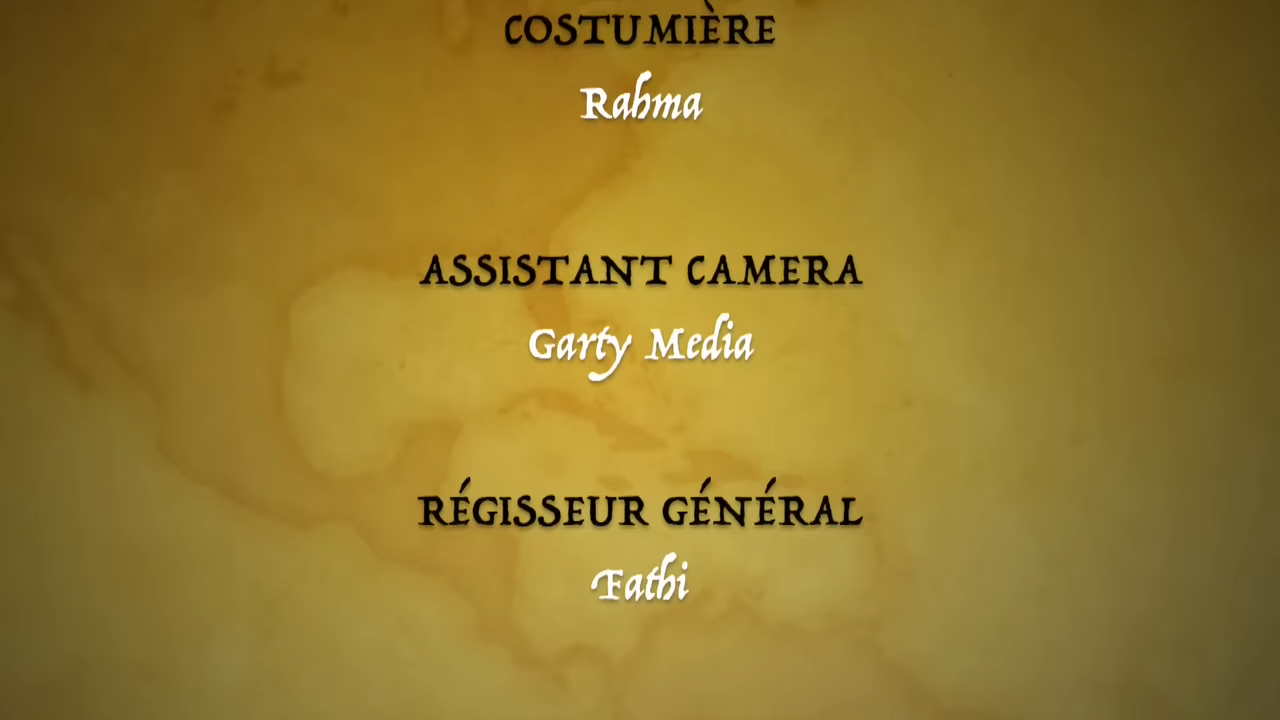 COSTUMIÈRE
Rahma
ASSISTANT CAMERA
Garty Media
RÉGISSEUR GÉNÉRAL
Fathi